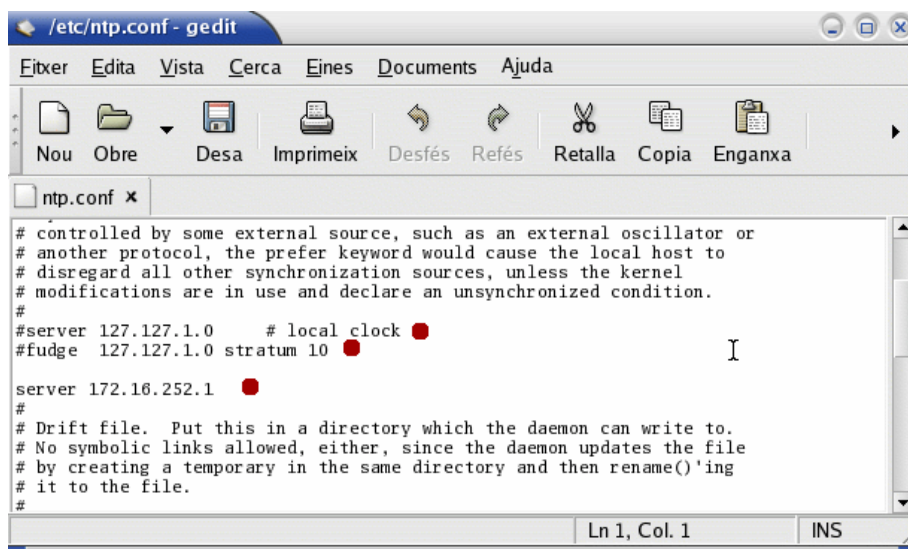 /etc/ntp.conf - gedit
Fitxer Edita Vista Cerca Eines Documents Ajuda
Nou Obre Desa Imprimeix Desfés Refés Retalla Copia Enganxa
ntp.conf
# controlled by some external source, such as an external oscillator or
# another protocol, the prefer keyword would cause the local host to
# disregard all other synchronization sources, unless the kernel
# modifications are in use and declare an unsynchronized condition.
#
#server 127.127.1.0     # local clock
#fudge  127.127.1.0 stratum 10
server 172.16.252.1
#
# Drift file.  Put this in a directory which the daemon can write to.
# No symbolic links allowed, either, since the daemon updates the file
# by creating a temporary in the same directory and then rename()'ing
# it to the file.
#
Ln 1, Col. 1 INS